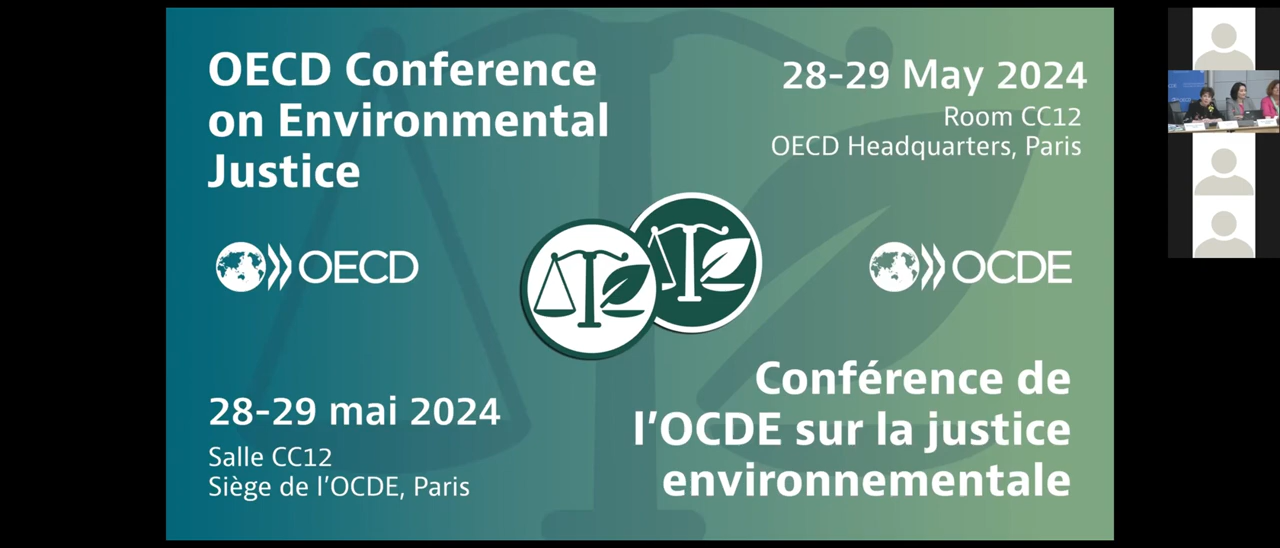 OECD Conference
on Environmental
Justice
28-29 May 2024
Room CC12
OECD Headquarters, Paris
OECD
OCDE
28-29 mai 2024
Salle CC12
Siège de l'OCDE, Paris
Conférence de
l'OCDE sur la justice
environnementale